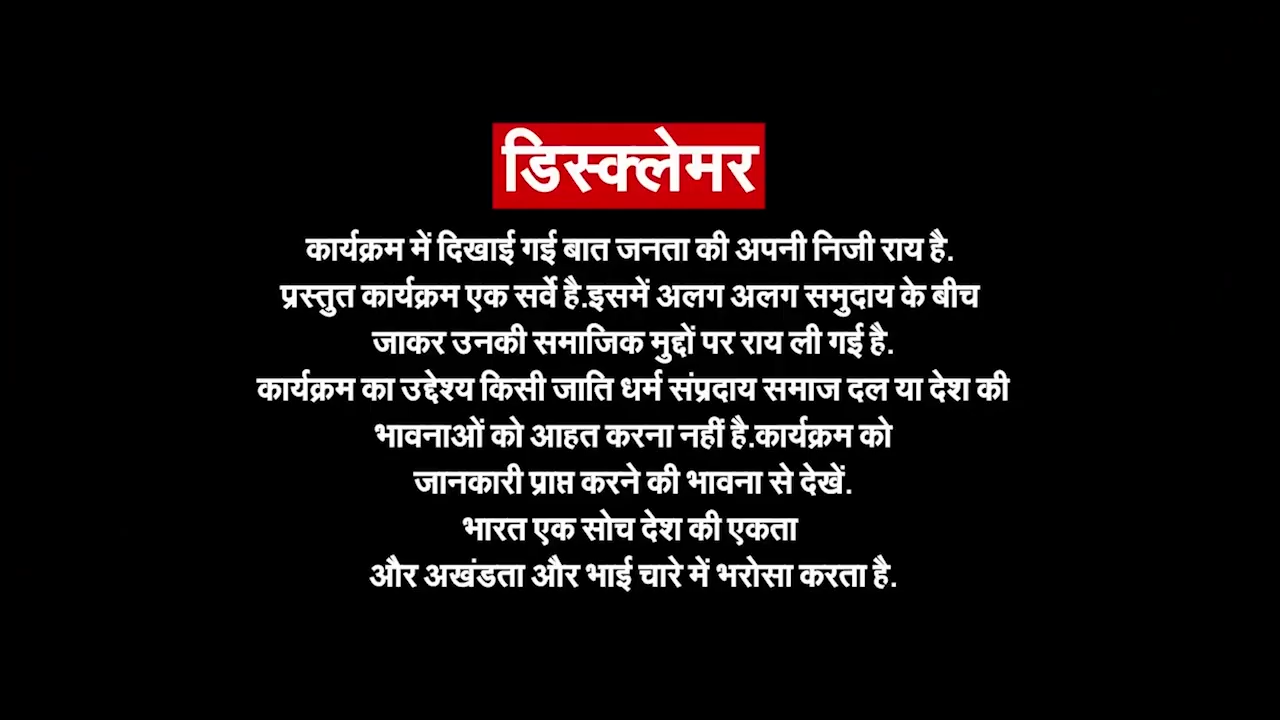 डिस्क्लेमर
कार्यक्रम में दिखाई गई बात जनता की अपनी निजी राय है.
प्रस्तुत कार्यक्रम एक सर्वे है.इसमें अलग अलग समुदाय के बीच
जाकर उनकी समाजिक मुद्दों पर राय ली गई है.
कार्यक्रम का उद्देश्य किसी जाति धर्म संप्रदाय समाज दल या देश की
भावनाओं को आहत करना नहीं है.कार्यक्रम को
जानकारी प्राप्त करने की भावना से देखें.
भारत एक सोच देश की एकता
और अखंडता और भाई चारे में भरोसा करता है.